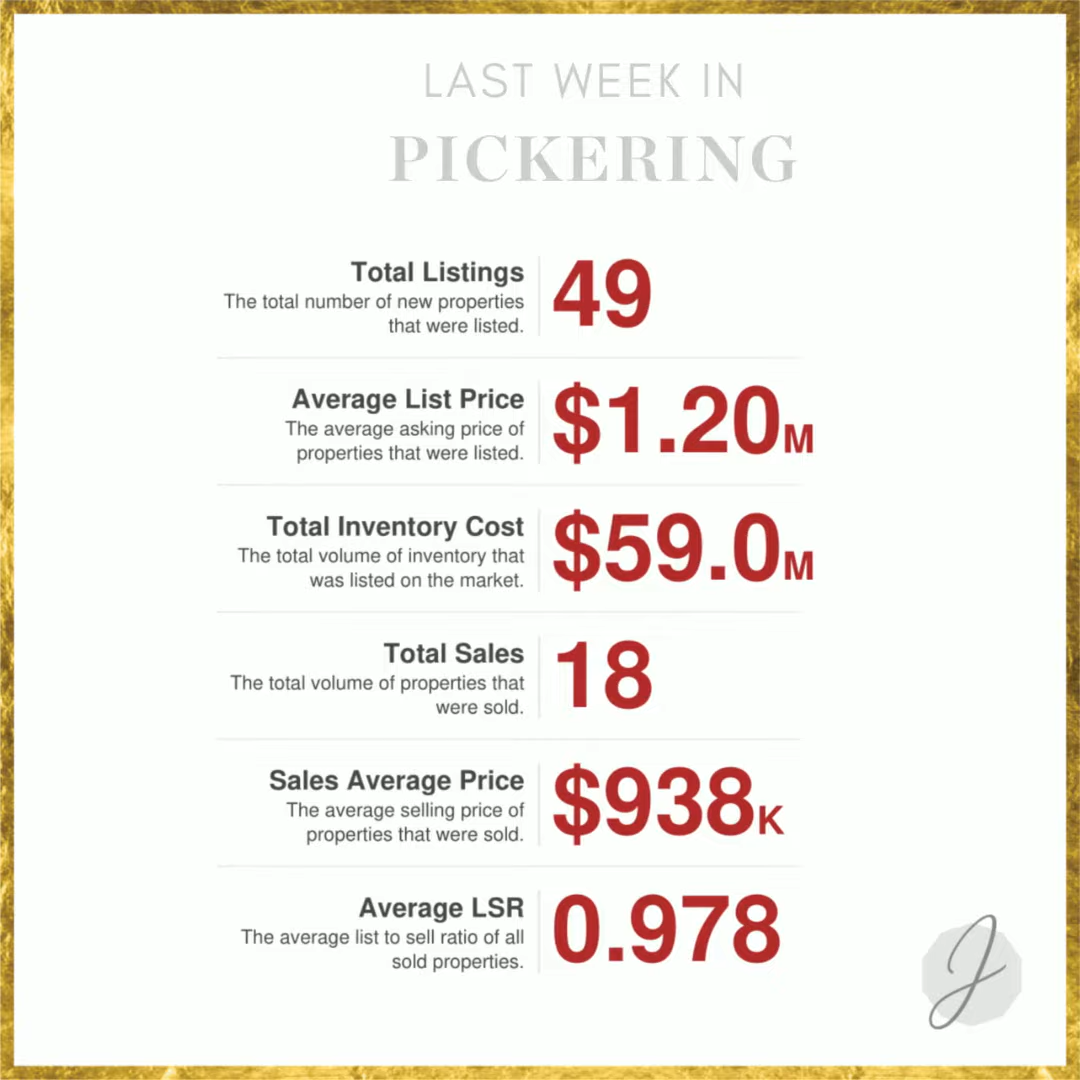 LAST WEEK IN
PICKERING
Total Listings
The total number of new properties
that were listed.
49
Average List Price
The average asking price of
properties that were listed.
$1.20M
Total Inventory Cost
The total volume of inventory that
was listed on the market.
$59.0M
Total Sales
The total volume of properties that
were sold.
18
Sales Average Price
The average selling price of
properties that were sold.
$938K
Average LSR
The average list to sell ratio of all
sold properties.
0.978
J